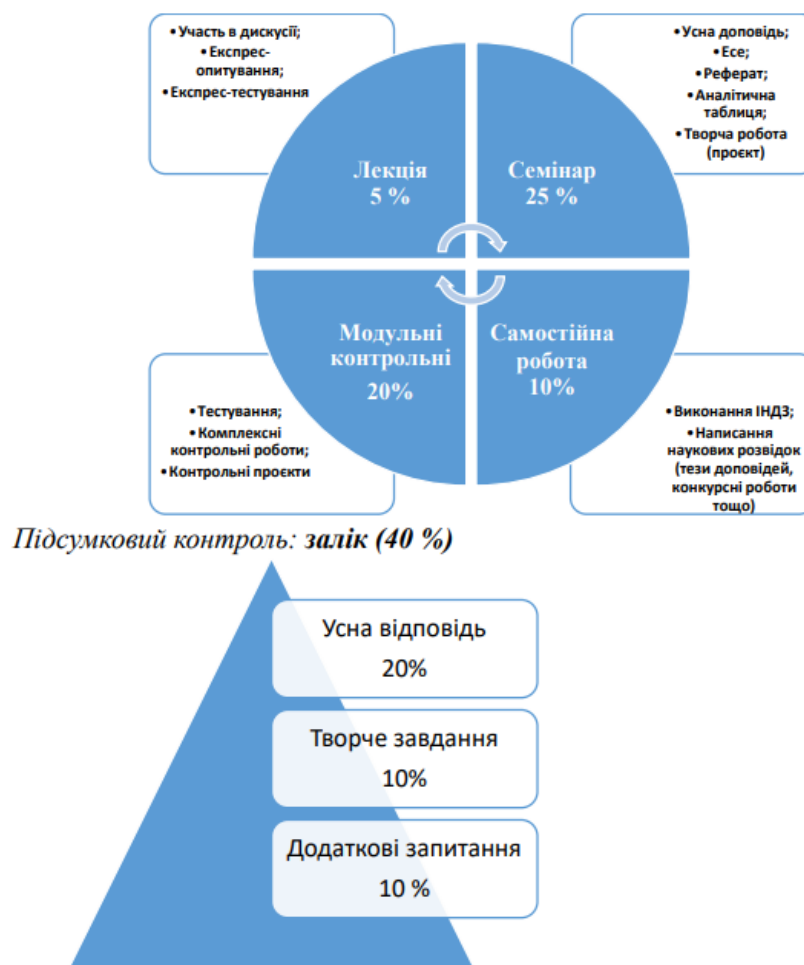 • Участь в дискусії;
• Експрес-
опитування;
• Експрес-тестування
• Усна доповідь;
• Есе;
• Реферат;
• Аналітична
таблиця;
• Творча робота
(проєкт)
Лекція
5 %
Семінар
25 %
Модульні
контрольні
20%
Самостійна
робота
10%
• Тестування;
• Комплексні
контрольні роботи;
• Контрольні проєкти
• Виконання ІНДЗ;
• Написання
наукових розвідок
(тези доповідей,
конкурсні роботи
тощо)
Підсумковий контроль: залік (40 %)
Усна відповідь
20%
Творче завдання
10%
Додаткові запитання
10 %